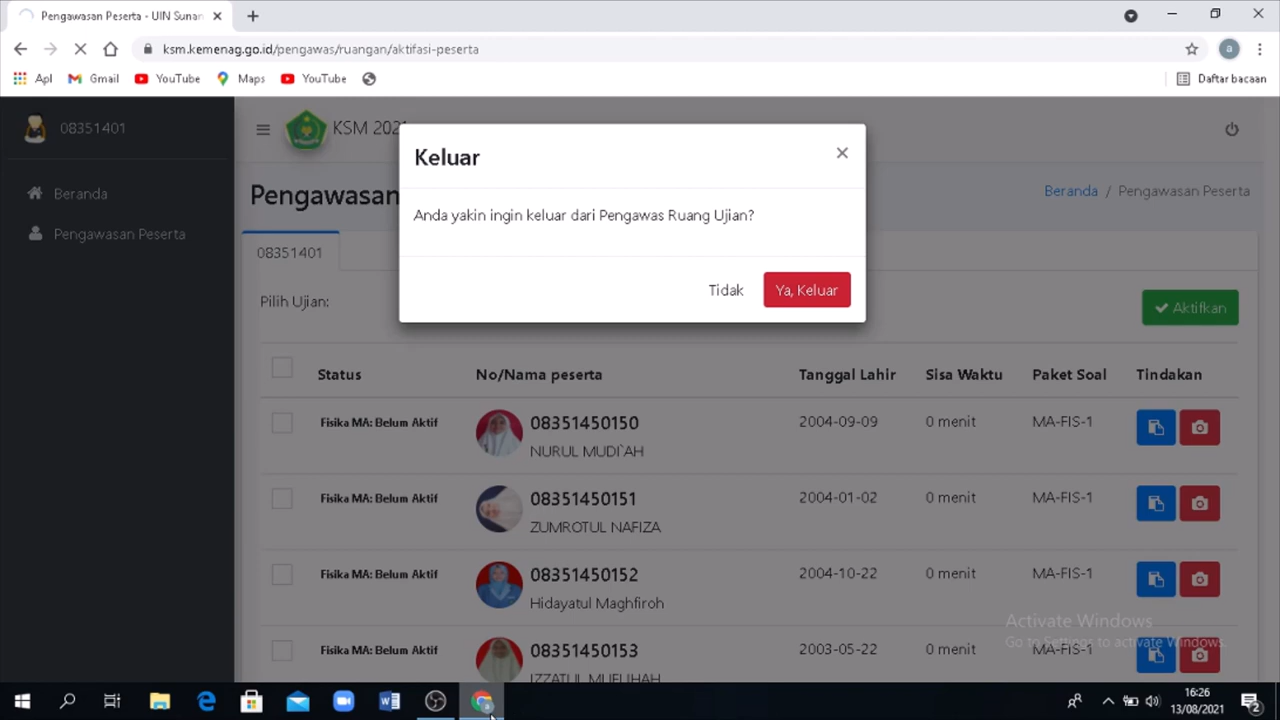 Pengawasan Peserta - UIN Sunan
ksm.kemenag.go.id/pengawas/ruangan/aktifasi-peserta
a
Apl
Gmail
YouTube
Maps
YouTube
Daftar bacaan
08351401
KSM 2021
Beranda
Pengawasan Peserta
Pengawasan
Beranda / Pengawasan Peserta
Keluar
×
Anda yakin ingin keluar dari Pengawas Ruang Ujian?
Tidak
Ya, Keluar
08351401
Pilih Ujian:
Aktifkan
Status No/Nama peserta Tanggal Lahir Sisa Waktu Paket Soal Tindakan
Fisika MA: Belum Aktif 08351450150 2004-09-09 0 menit MA-FIS-1
NURUL MUDI`AH
Fisika MA: Belum Aktif 08351450151 2004-01-02 0 menit MA-FIS-1
ZUMROTUL NAFIZA
Fisika MA: Belum Aktif 08351450152 2004-10-22 0 menit MA-FIS-1
Hidayatul Maghfiroh
Fisika MA: Belum Aktif 08351450153 2003-05-22 0 menit MA-FIS-1
Activate Windows
Go to Settings to activate Windows.
16:26
13/08/2021
2